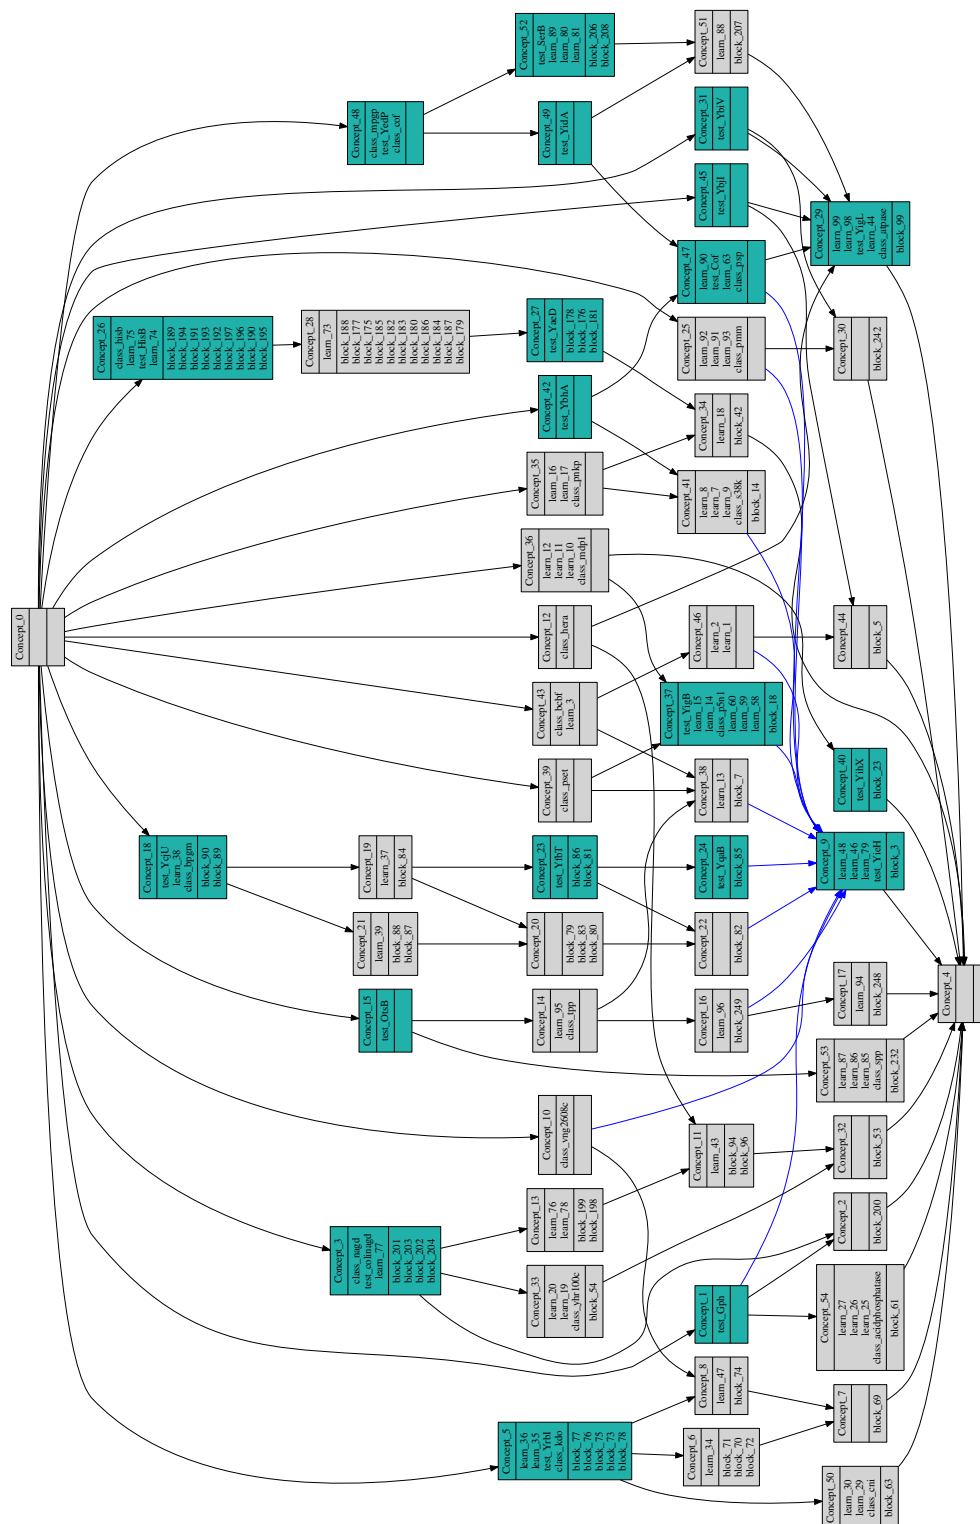 Concept_52
test_SerB
learn_89
learn_80
learn_81
block_206
block_208
Concept_51
learn_88
block_207
Concept_48
class_mpgp
test_YedP
class_cof
Concept_49
test_YidA
Concept_31
test_YbiV
Concept_45
test_YbjI
Concept_29
learn_99
learn_98
test_YigL
learn_44
class_atpase
block_99
Concept_47
learn_90
test_Cof
learn_63
class_psp
Concept_26
class_hisb
learn_75
test_HisB
learn_74
block_189
block_194
block_191
block_193
block_192
block_197
block_196
block_190
block_195
Concept_28
learn_73
block_188
block_177
block_175
block_185
block_182
block_183
block_180
block_186
block_184
block_187
block_179
Concept_27
test_YaeD
block_178
block_176
block_181
Concept_25
learn_92
learn_91
learn_93
class_pmm
Concept_30
block_242
Concept_42
test_YbhA
Concept_34
learn_18
block_42
Concept_35
learn_16
learn_17
class_pnkp
Concept_41
learn_8
learn_7
learn_9
class_s38k
block_14
Concept_36
learn_12
learn_11
learn_10
class_mdp1
Concept_0
Concept_12
class_hera
Concept_46
learn_2
learn_1
Concept_44
block_5
Concept_43
class_bcbf
learn_3
Concept_37
test_YigB
learn_15
learn_14
class_p5n1
learn_60
learn_59
learn_58
block_18
Concept_39
class_pset
Concept_38
learn_13
block_7
Concept_40
test_YihX
block_23
Concept_18
test_YcjU
learn_38
class_bpgm
block_90
block_89
Concept_19
learn_37
block_84
Concept_23
test_YfbT
block_86
block_81
Concept_24
test_YqaB
block_85
Concept_9
learn_48
learn_46
learn_79
test_YieH
block_3
Concept_21
learn_39
block_88
block_87
Concept_20
block_79
block_83
block_80
Concept_22
block_82
Concept_15
test_OtsB
Concept_14
learn_95
class_tpp
Concept_16
learn_96
block_249
Concept_17
learn_94
block_248
Concept_4
Concept_53
learn_87
learn_86
learn_85
class_spp
block_232
Concept_10
class_vng2608c
Concept_11
learn_43
block_94
block_96
Concept_32
block_53
Concept_3
class_nagd
test_colinagd
learn_77
block_201
block_203
block_202
block_204
Concept_13
learn_76
learn_78
block_199
block_198
Concept_2
block_200
Concept_33
learn_20
learn_19
class_yhr100c
block_54
Concept_1
test_Gph
Concept_54
learn_27
learn_26
learn_25
class_acidphosphatase
block_61
Concept_8
learn_47
block_74
Concept_7
block_69
Concept_5
learn_36
learn_35
test_YrbI
class_kdo
block_77
block_76
block_75
block_73
block_78
Concept_6
learn_34
block_71
block_70
block_72
Concept_50
learn_30
learn_29
class_cni
block_63